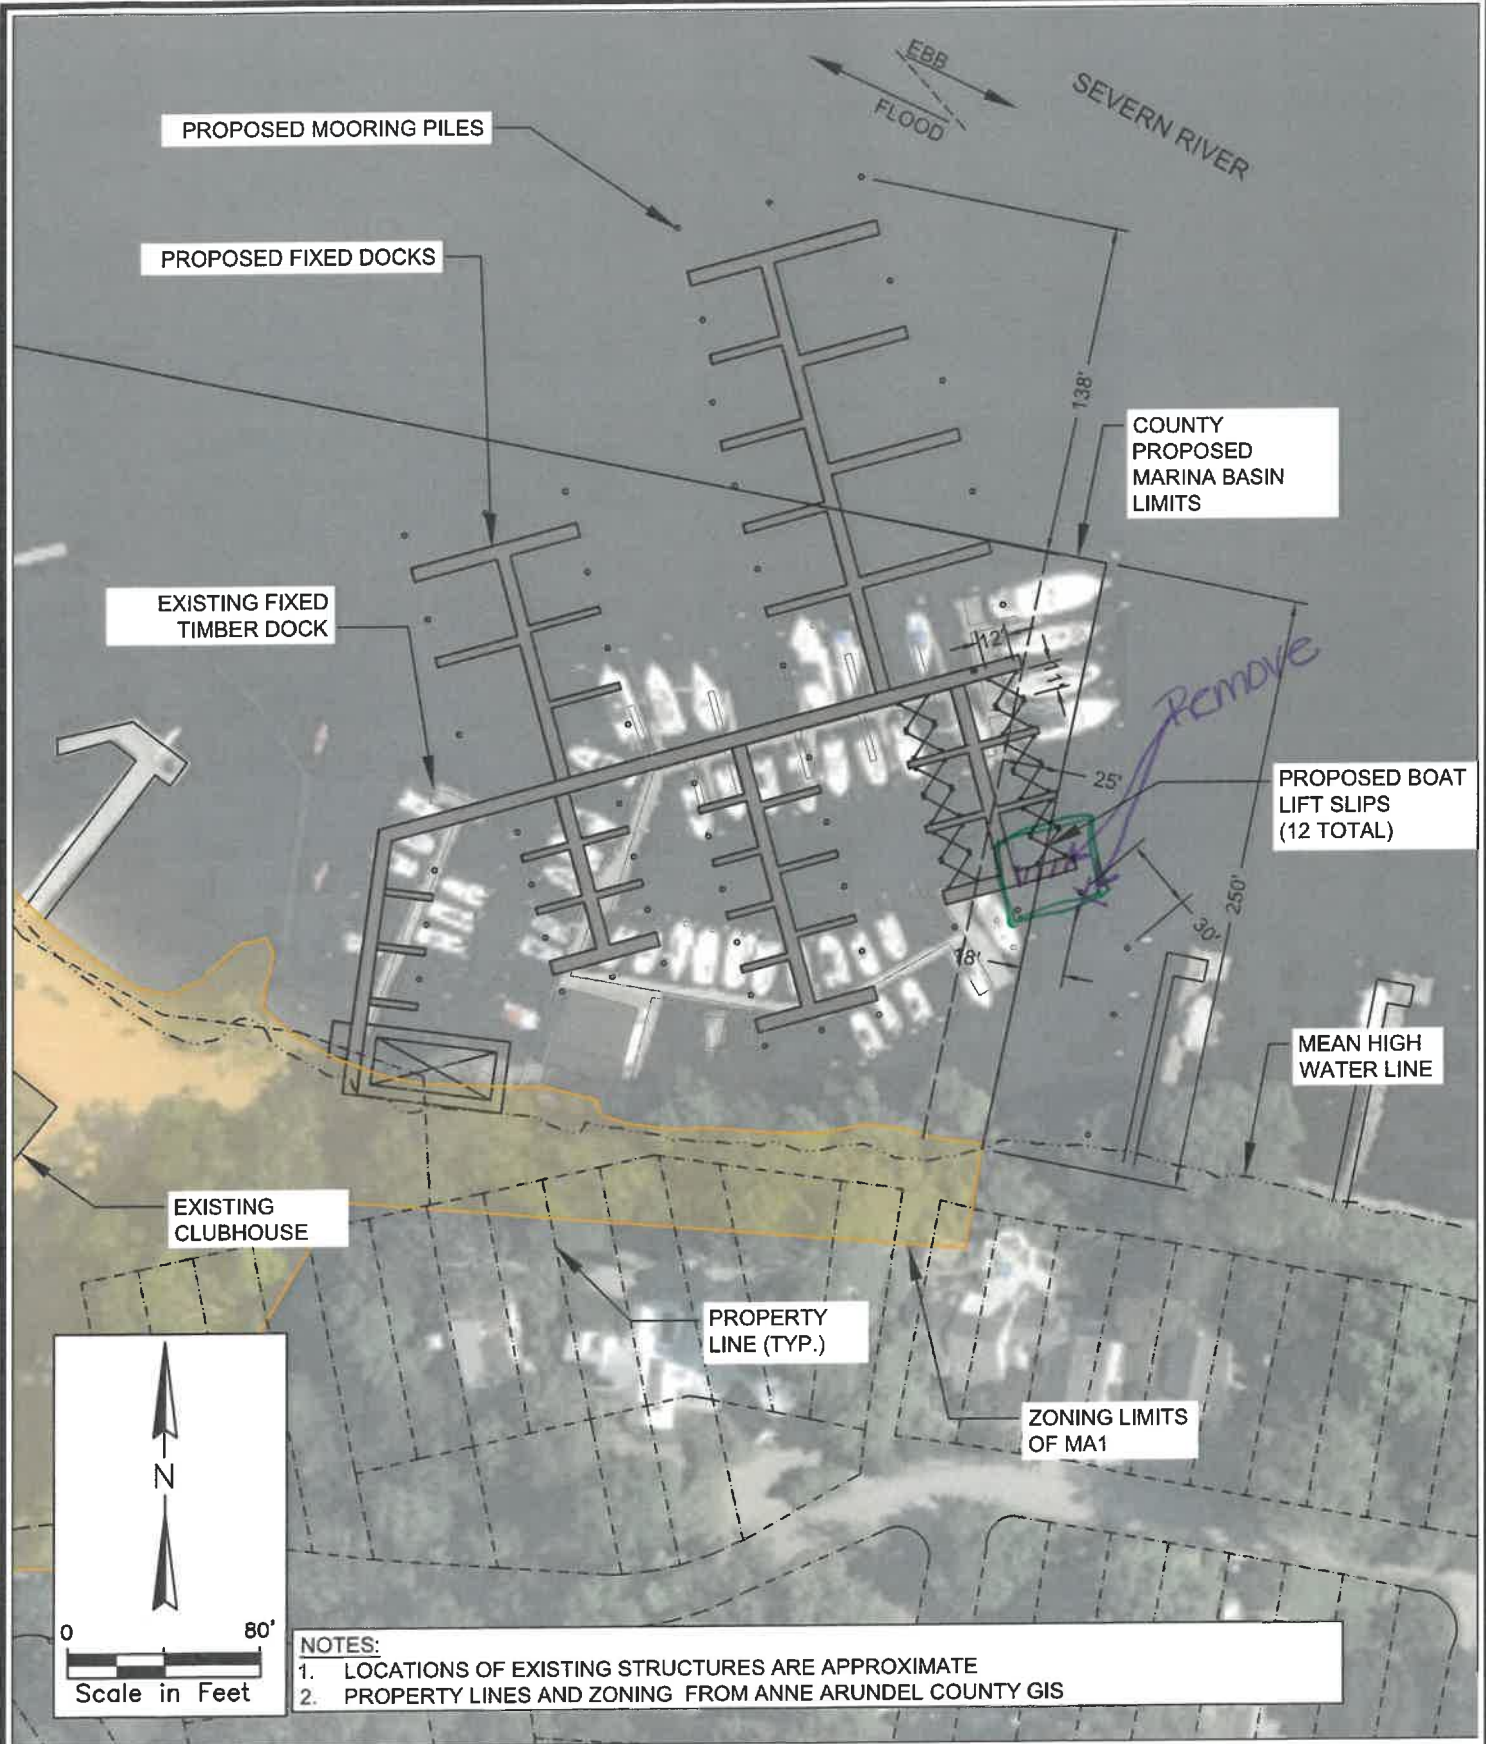 EBB
FLOOD
SEVERN RIVER
PROPOSED MOORING PILES
PROPOSED FIXED DOCKS
138'
COUNTY
PROPOSED
MARINA BASIN
LIMITS
EXISTING FIXED
TIMBER DOCK
12'
11'
Remove
25'
PROPOSED BOAT
LIFT SLIPS
(12 TOTAL)
250'
30'
18'
MEAN HIGH
WATER LINE
EXISTING
CLUBHOUSE
PROPERTY
LINE (TYP.)
ZONING LIMITS
OF MA1
N
0 80'
Scale in Feet
NOTES:
1. LOCATIONS OF EXISTING STRUCTURES ARE APPROXIMATE
2. PROPERTY LINES AND ZONING FROM ANNE ARUNDEL COUNTY GIS